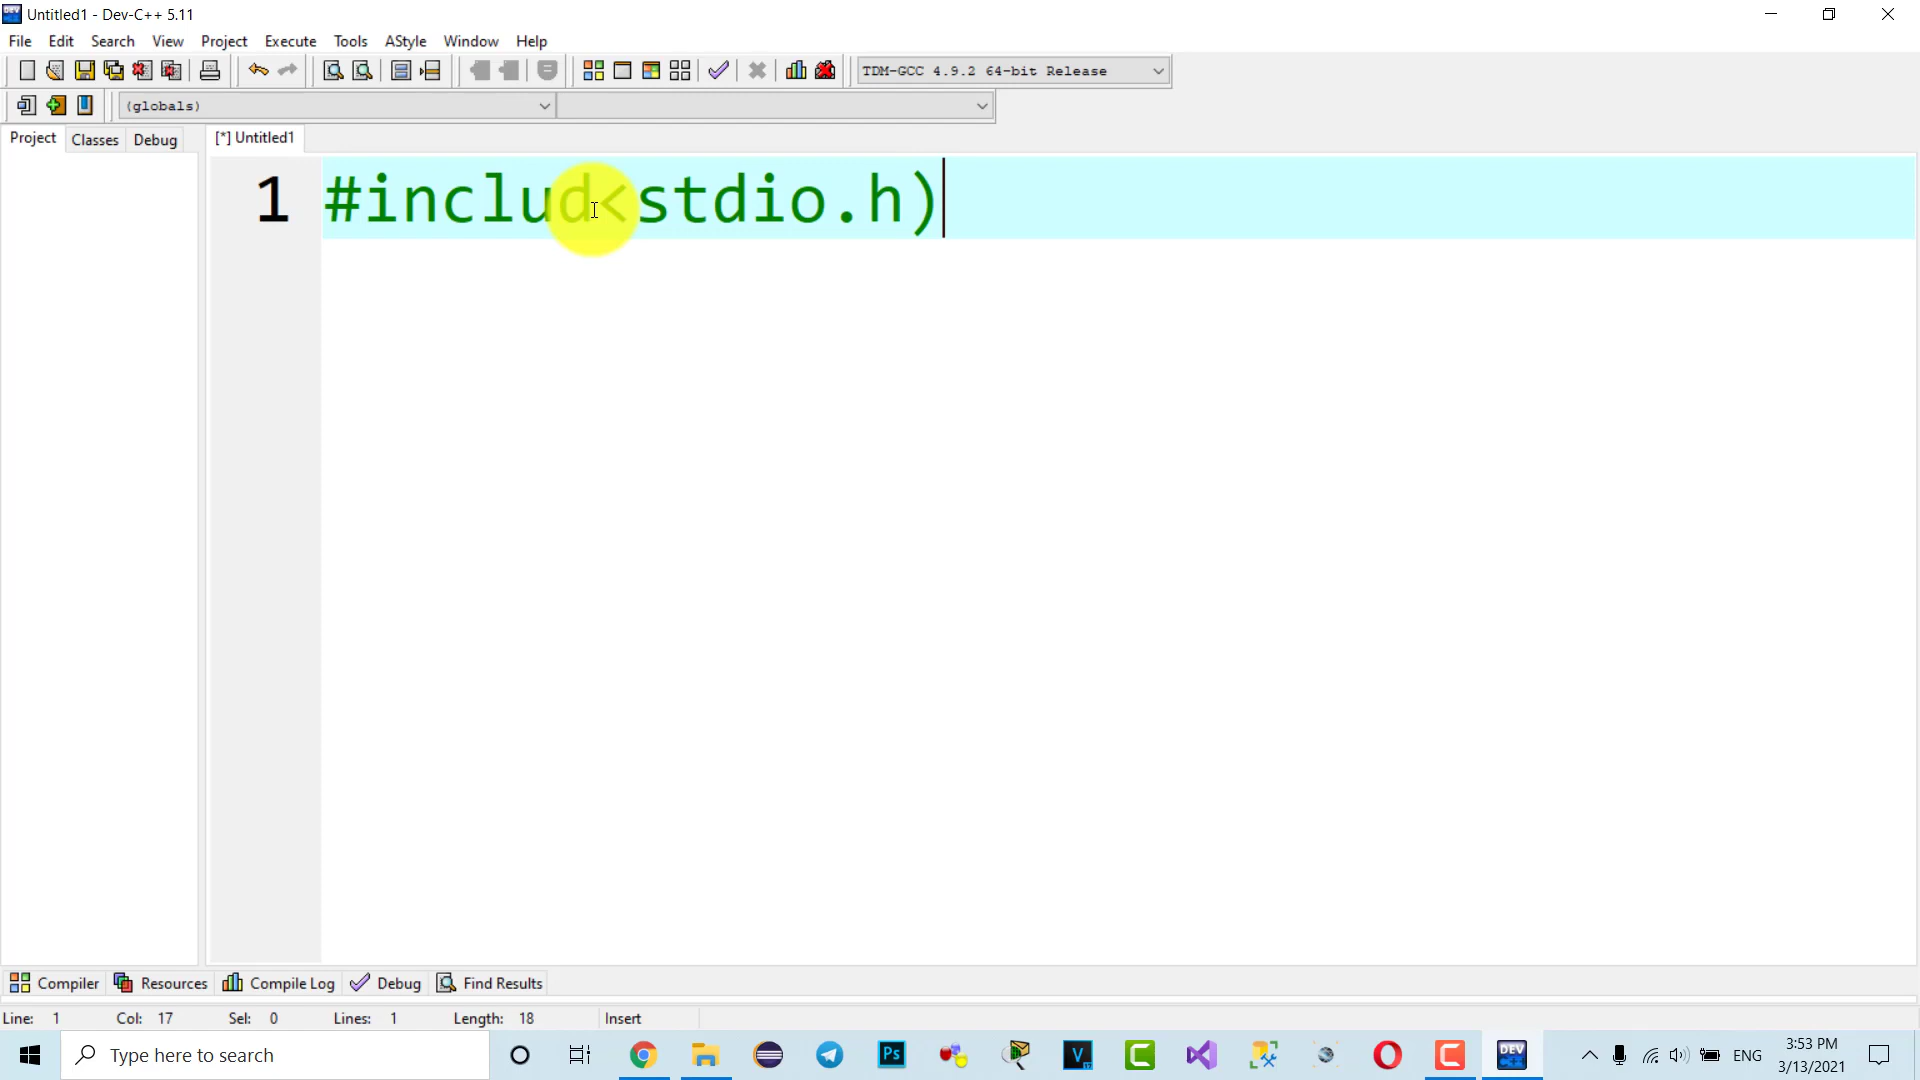 Untitled1 - Dev-C++ 5.11
File Edit Search View Project Execute Tools AStyle Window Help
TDM-GCC 4.9.2 64-bit Release
(globals)
Project Classes Debug [*] Untitled1
1 #includ<stdio.h)
Compiler Resources Compile Log Debug Find Results
Line: 1 Col: 17 Sel: 0 Lines: 1 Length: 18 Insert
Type here to search Ps V DEV ENG 3:53 PM
3/13/2021